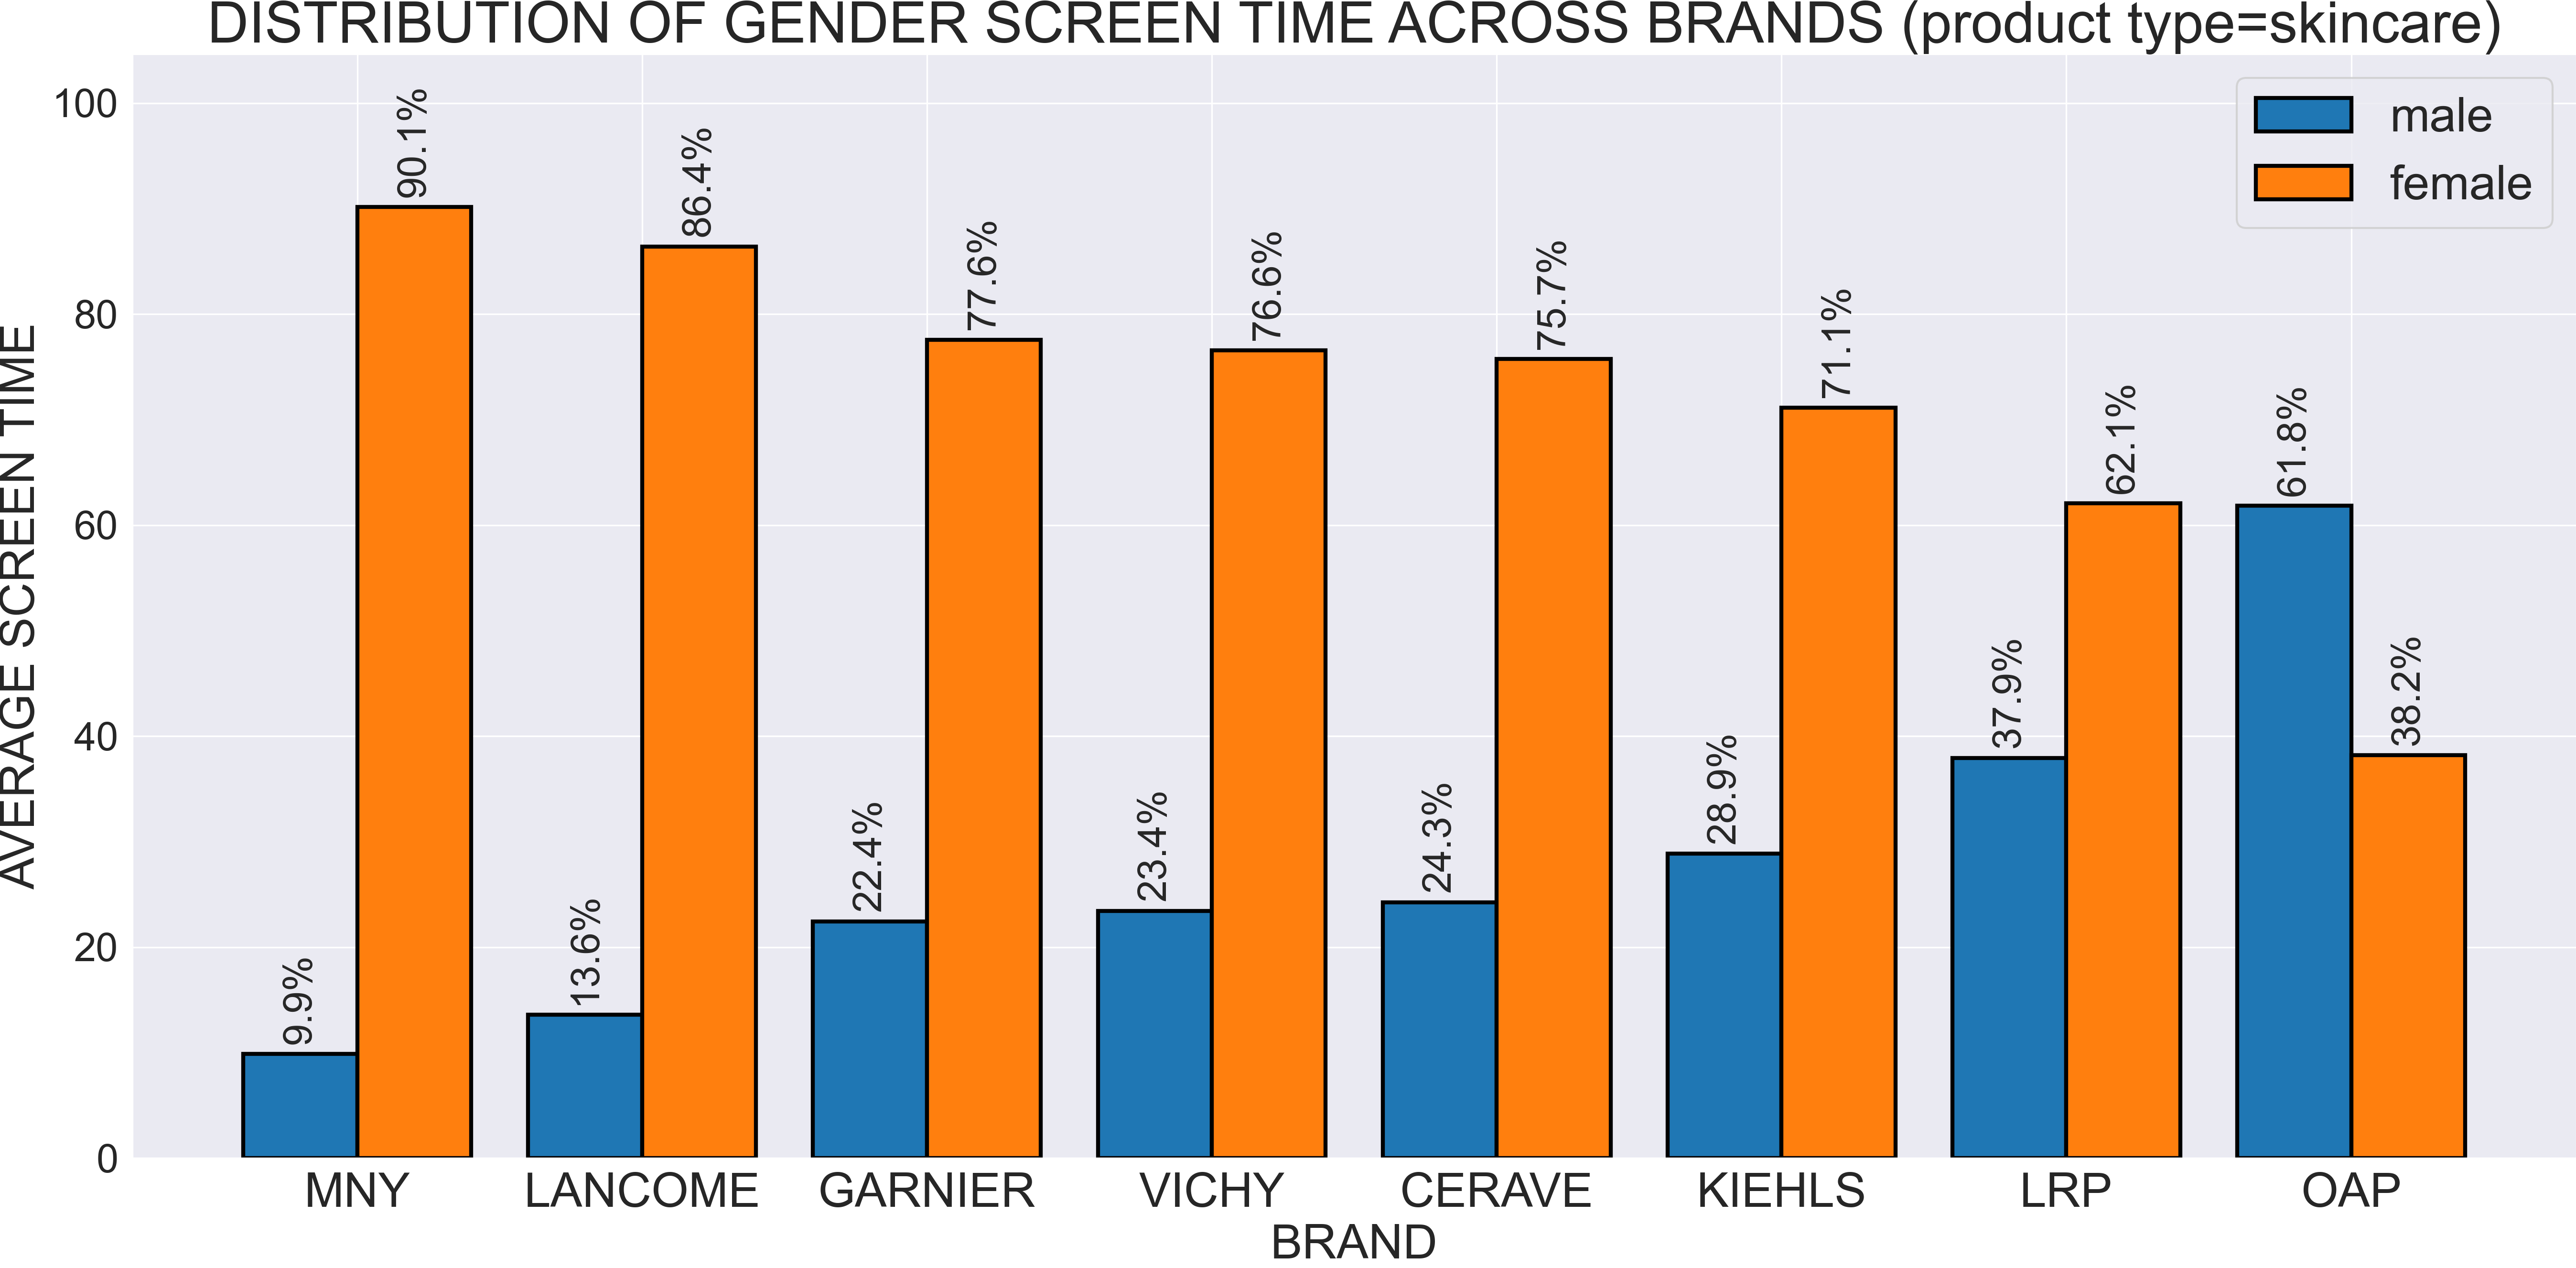 DISTRIBUTION OF GENDER SCREEN TIME ACROSS BRANDS (product type=skincare)
male
female
AVERAGE SCREEN TIME
100
80
60
40
20
0
9.9%
90.1%
13.6%
86.4%
22.4%
77.6%
23.4%
76.6%
24.3%
75.7%
28.9%
71.1%
37.9%
62.1%
61.8%
38.2%
MNY
LANCOME
GARNIER
VICHY
CERAVE
KIEHLS
LRP
OAP
BRAND